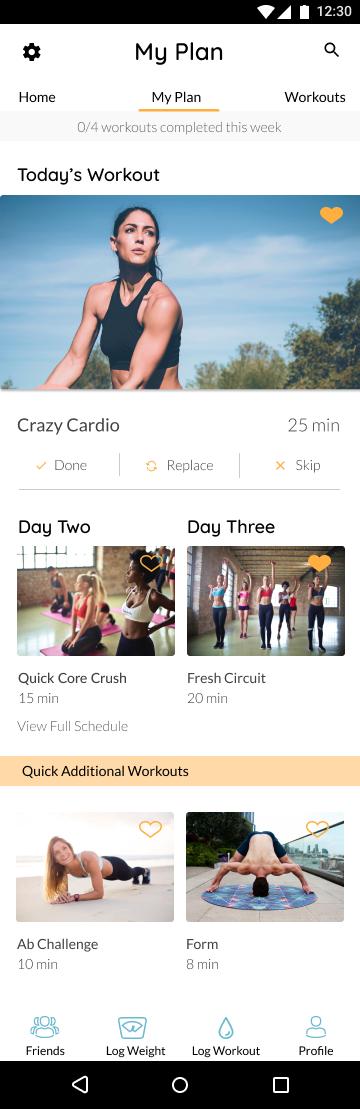 12:30
My Plan
Home My Plan Workouts
0/4 workouts completed this week
Today's Workout
Crazy Cardio 25 min
Done Replace Skip
Day Two Day Three
Quick Core Crush Fresh Circuit
15 min 20 min
View Full Schedule
Quick Additional Workouts
Ab Challenge Form
10 min 8 min
Friends Log Weight Log Workout Profile